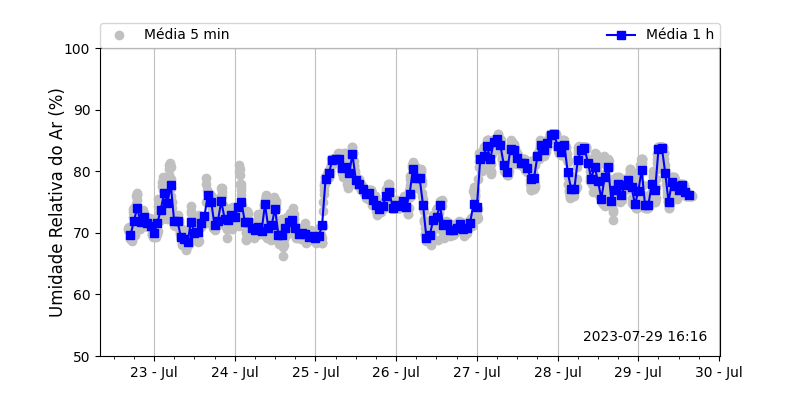 Média 5 min Média 1 h
Umidade Relativa do Ar (%)
100
90
80
70
60
50
2023-07-29 16:16
23 - Jul 24 - Jul 25 - Jul 26 - Jul 27 - Jul 28 - Jul 29 - Jul 30 - Jul